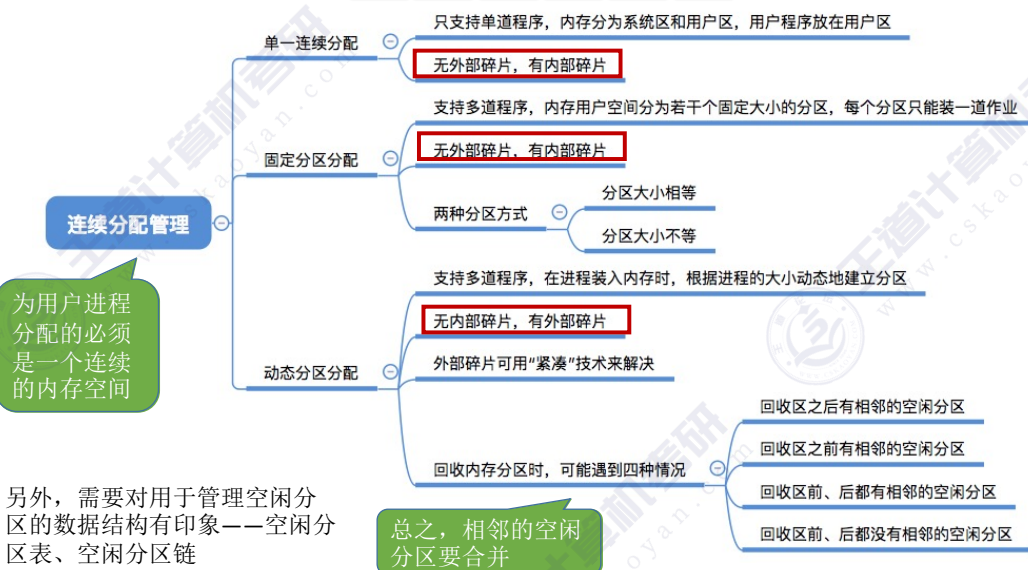 只支持单道程序，内存分为系统区和用户区，用户程序放在用户区
单一连续分配
无外部碎片，有内部碎片
支持多道程序，内存用户空间分为若干个固定大小的分区，每个分区只能装一道作业
固定分区分配
无外部碎片，有内部碎片
两种分区方式
分区大小相等
分区大小不等
连续分配管理
为用户进程
分配的必须
是一个连续
的内存空间
支持多道程序，在进程装入内存时，根据进程的大小动态地建立分区
无内部碎片，有外部碎片
动态分区分配
外部碎片可用“紧凑”技术来解决
回收内存分区时，可能遇到四种情况
回收区之后有相邻的空闲分区
回收区之前有相邻的空闲分区
回收区前、后都有相邻的空闲分区
回收区前、后都没有相邻的空闲分区
总之，相邻的空闲
分区要合并
另外，需要对用于管理空闲分
区的数据结构有印象——空闲分
区表、空闲分区链
王道计算机考研
www.cskaoyan.com